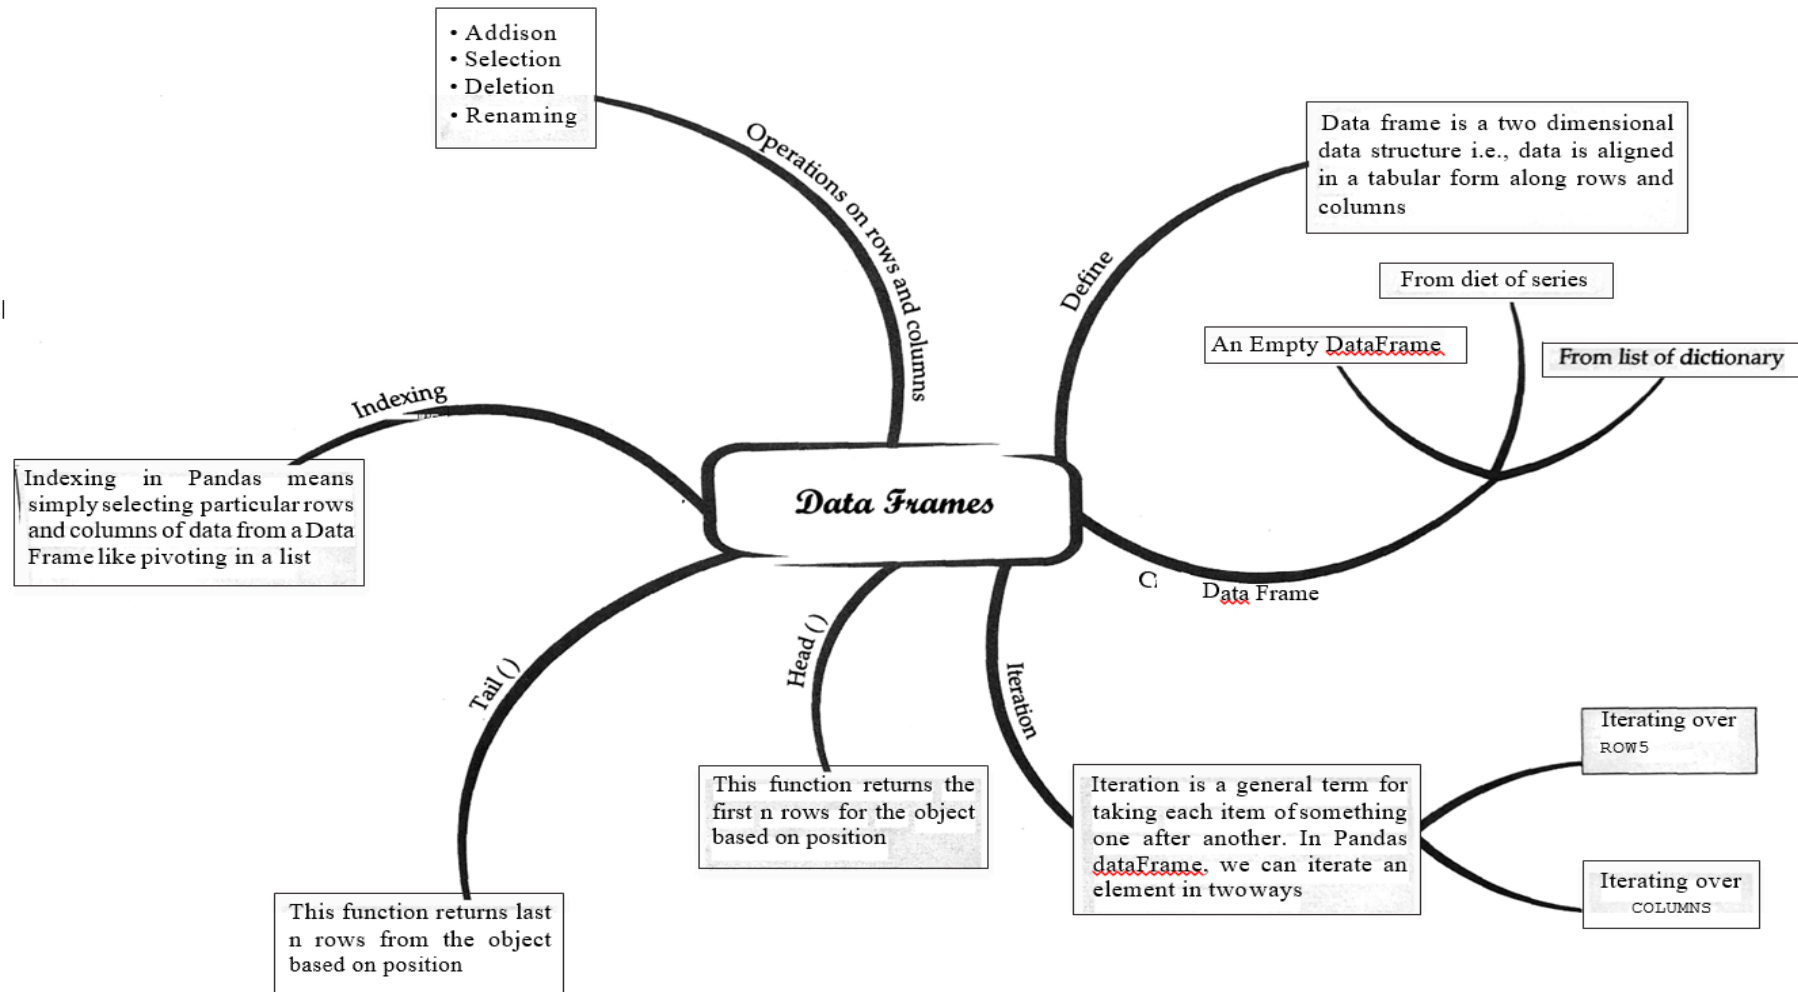 • Addison
• Selection
• Deletion
• Renaming
Operations on rows and columns
Define
Data frame is a two dimensional
data structure i.e., data is aligned
in a tabular form along rows and
columns
From diet of series
An Empty DataFrame
From list of dictionary
Data Frame
Indexing
Indexing in Pandas means
simply selecting particular rows
and columns of data from a Data
Frame like pivoting in a list
Data Frames
Tail ()
This function returns last
n rows from the object
based on position
Head ()
This function returns the
first n rows for the object
based on position
Iteration
Iteration is a general term for
taking each item of something
one after another. In Pandas
dataFrame, we can iterate an
element in two ways
Iterating over
ROW5
Iterating over
COLUMNS